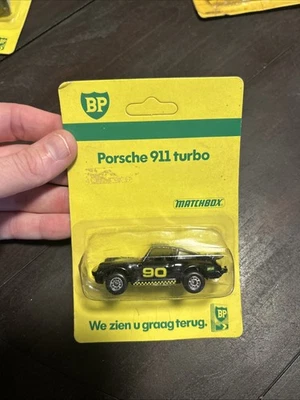 BP
Porsche 911 turbo
MATCHBOX
90
We zien u graag terug.
BP